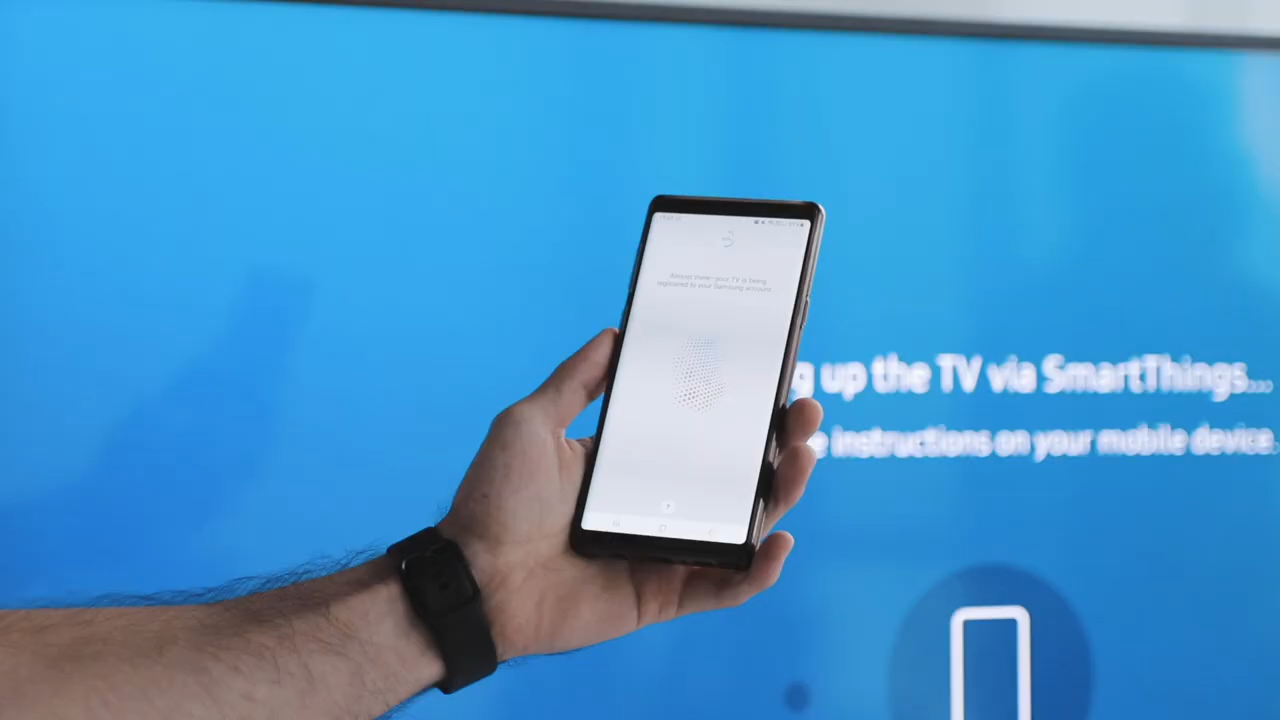 Almost there—your TV is being
registered to your Samsung account.
g up the TV via SmartThings...
e instructions on your mobile device.
?